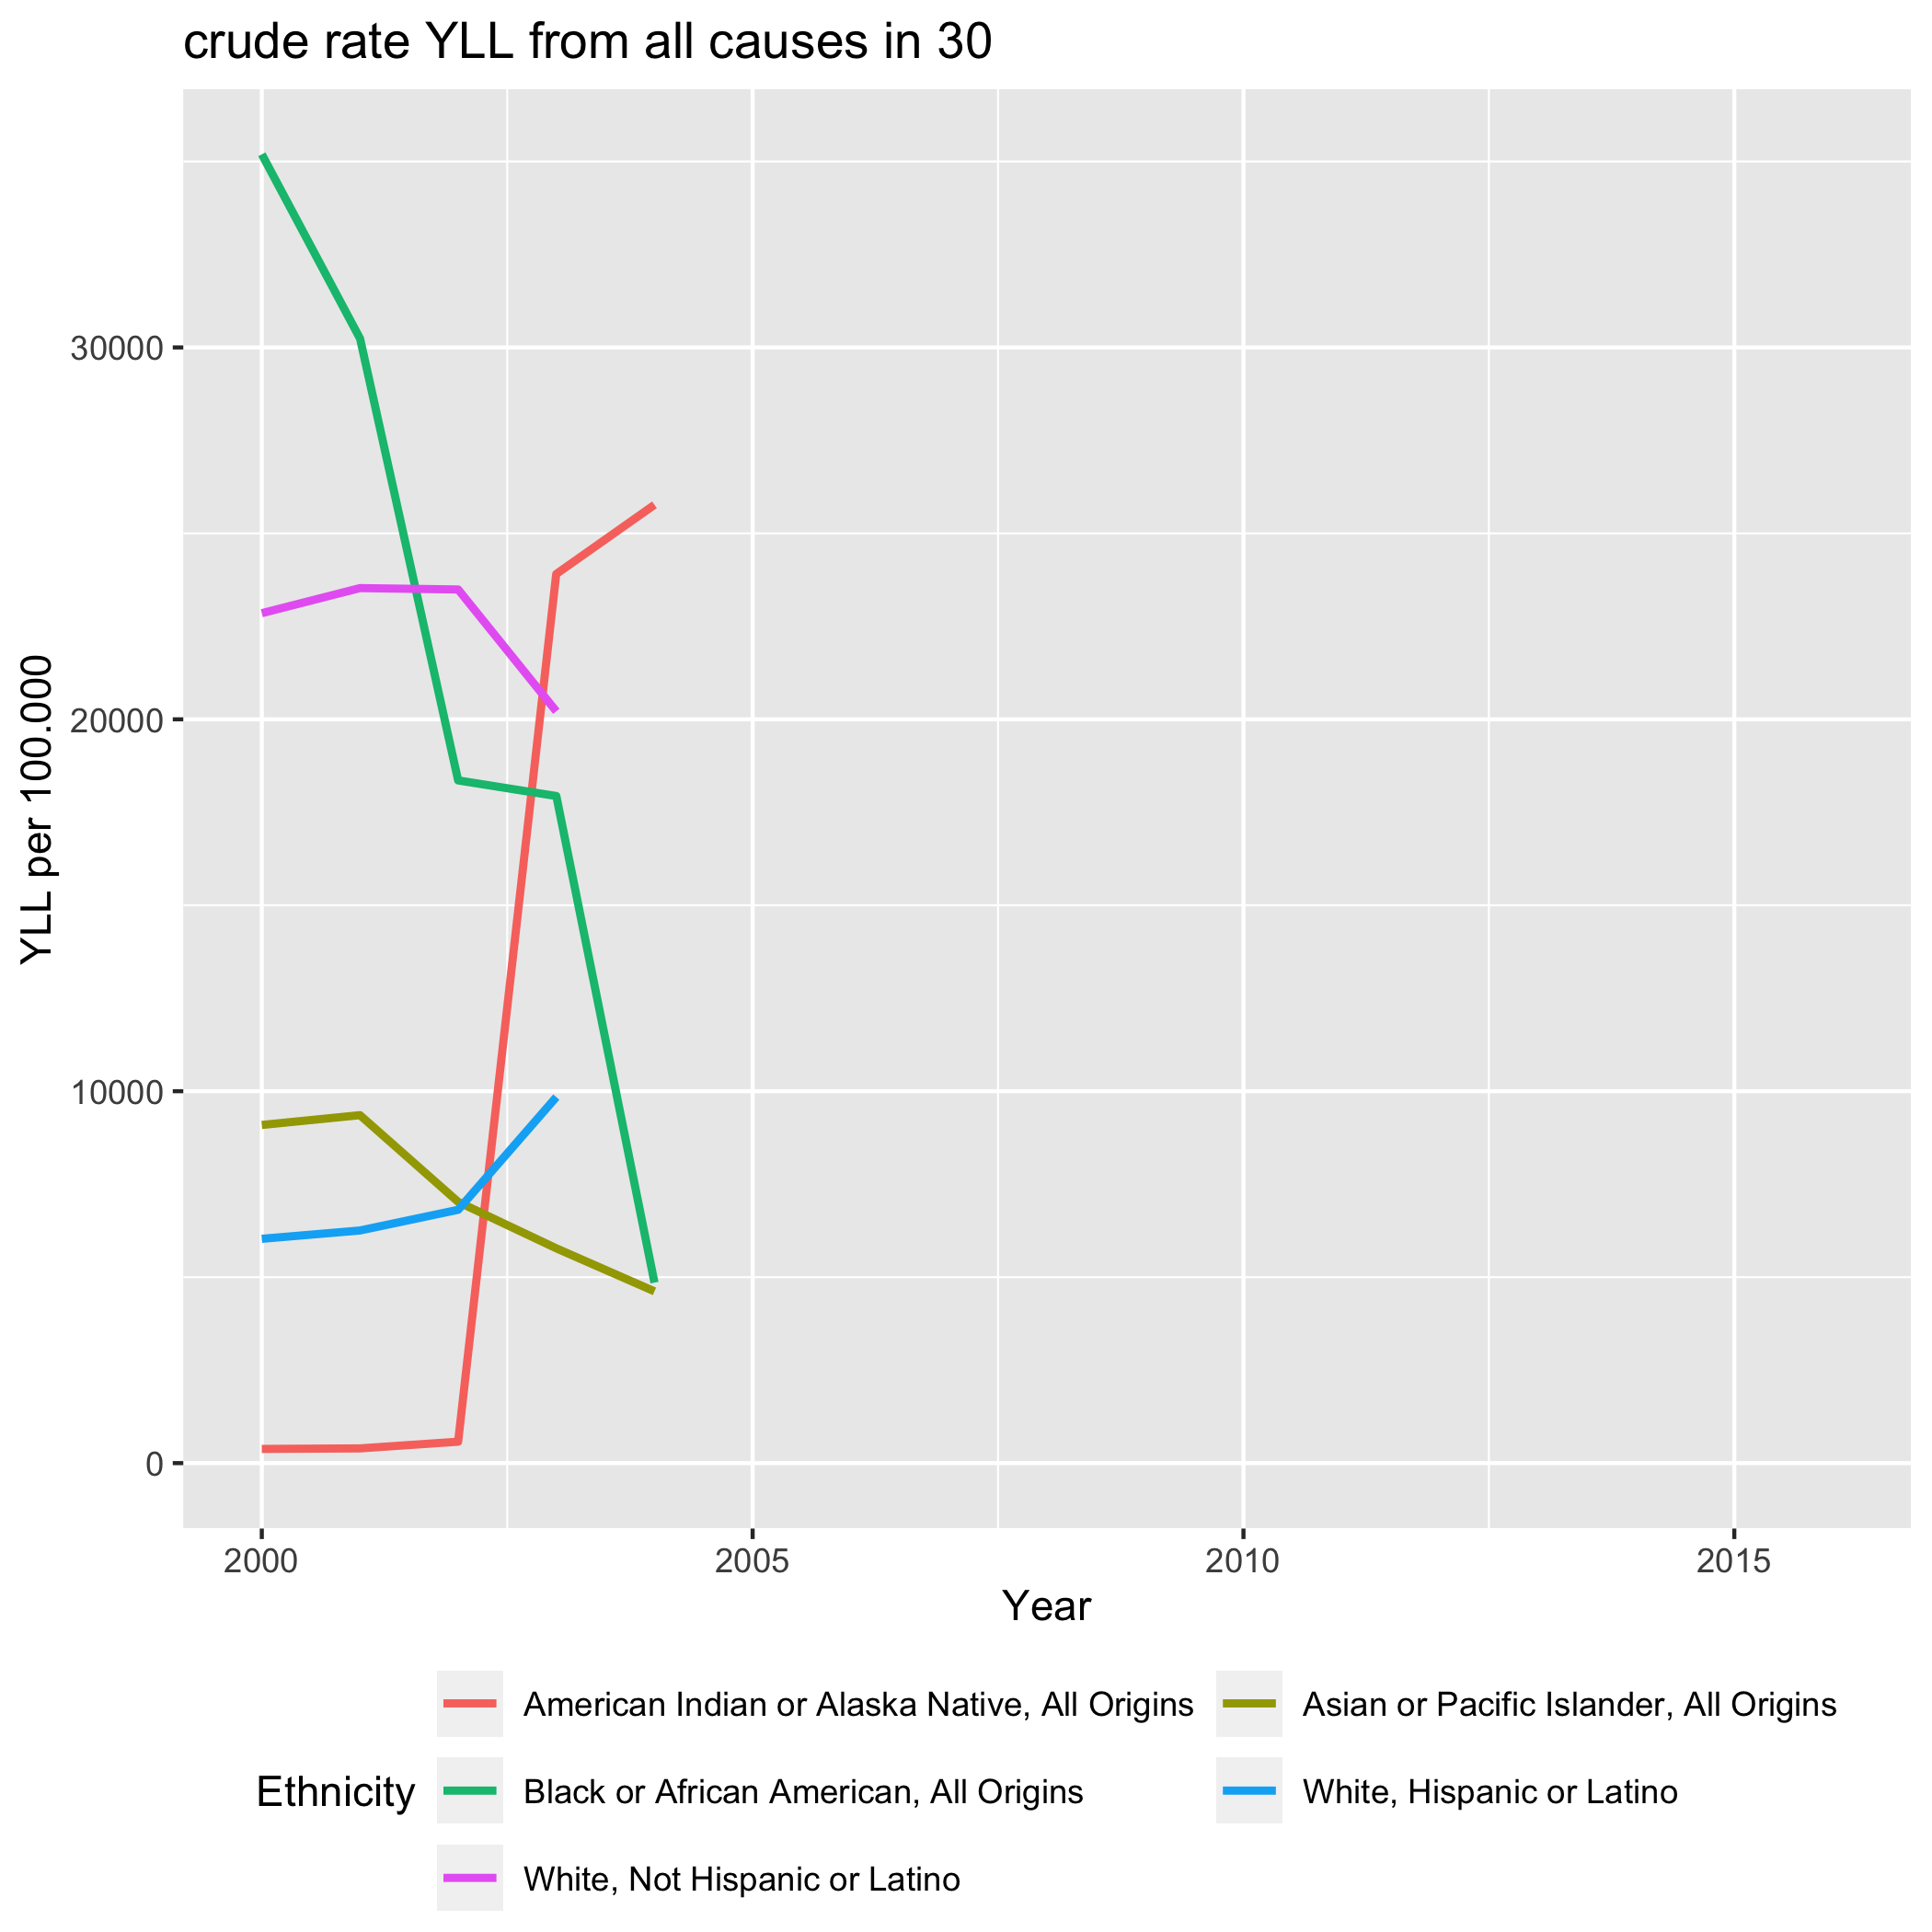 crude rate YLL from all causes in 30
YLL per 100.000
30000
20000
10000
0
2000 2005 2010 2015
Year
Ethnicity
American Indian or Alaska Native, All Origins
Asian or Pacific Islander, All Origins
Black or African American, All Origins
White, Hispanic or Latino
White, Not Hispanic or Latino